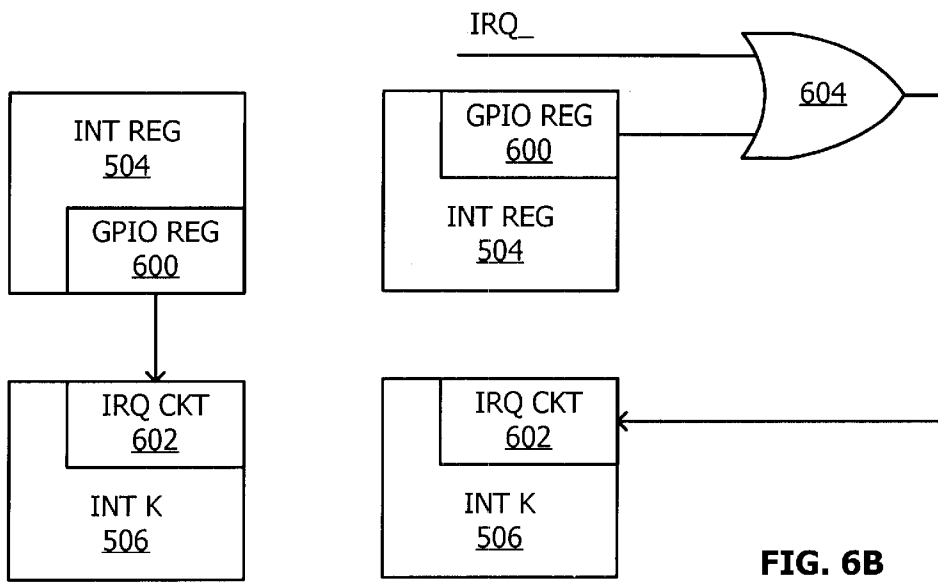 INT REG
504
GPIO REG
600
IRQ CKT
602
INT K
506
IRQ_
604
GPIO REG
600
INT REG
504
IRQ CKT
602
INT K
506
FIG. 6B